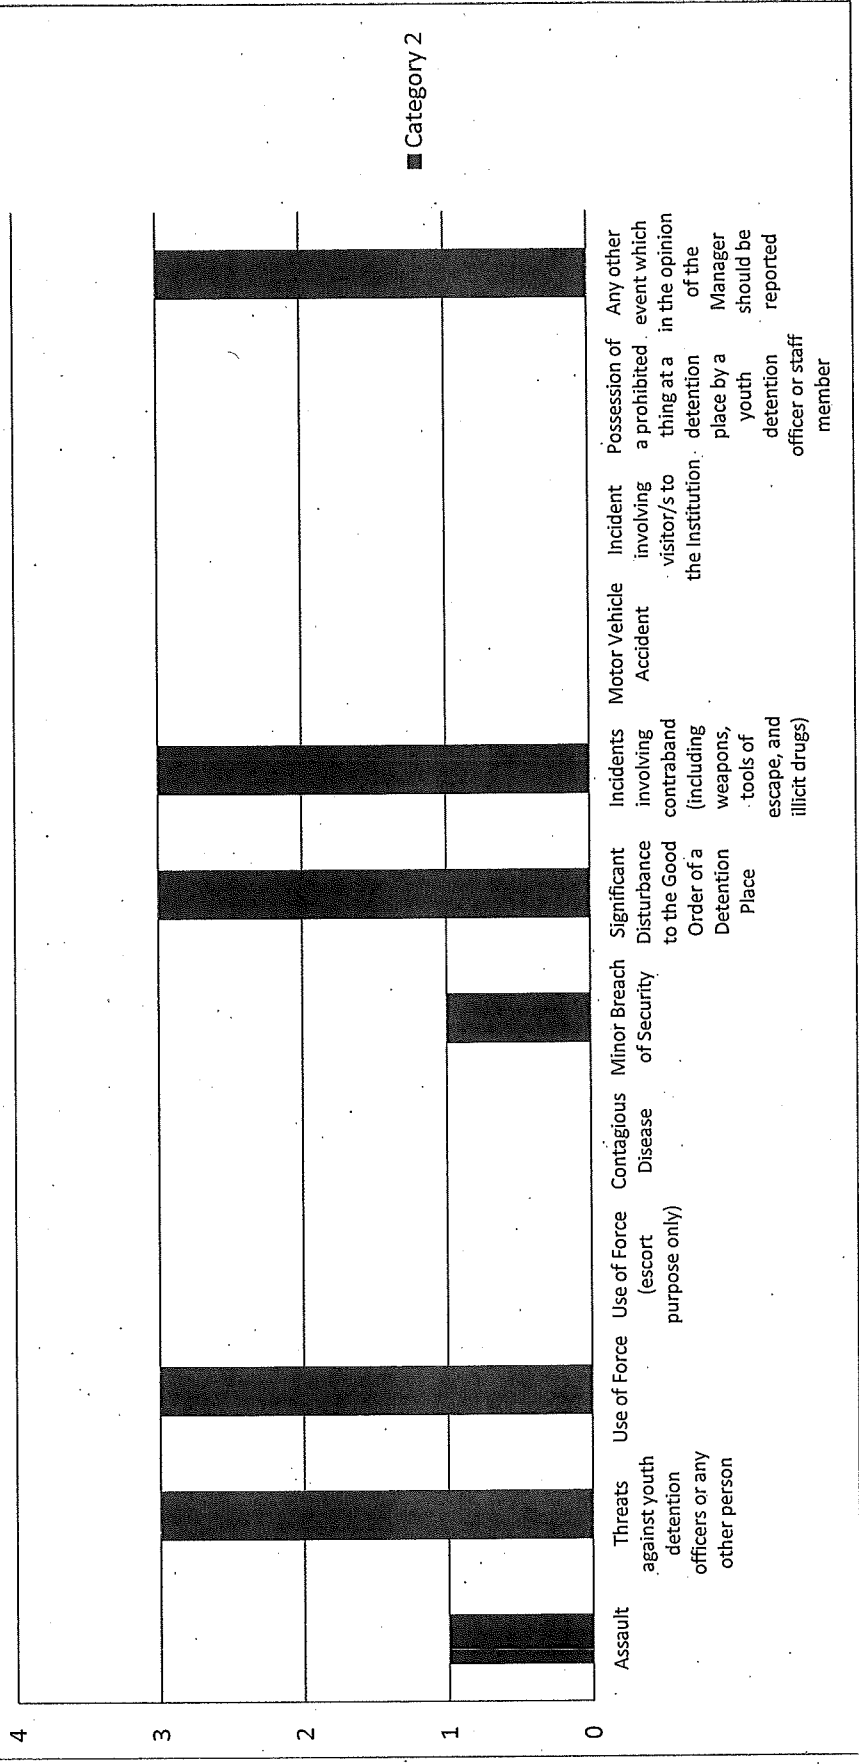 4
3
2
1
0
Assault
Threats
against youth
detention
officers or any
other person
Use of Force
Use of Force
(escort
purpose only)
Contagious
Disease
Minor Breach
of Security
Significant
Disturbance
to the Good
Order of a
Detention
Place
Incidents
involving
contraband
(including
weapons,
tools of
escape, and
illicit drugs)
Motor Vehicle
Accident
Incident
involving
visitor/s to
the Institution
Possession of
a prohibited
thing at a
detention
place by a
youth
detention
officer or staff
member
Any other
event which
in the opinion
of the
Manager
should be
reported
Category 2